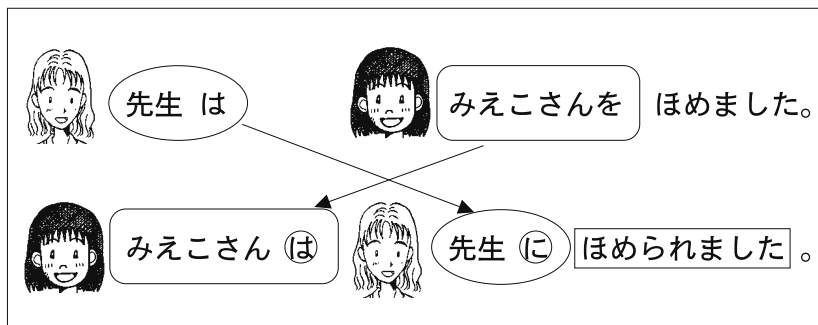 先生 は みえこさんを ほめました。
みえこさん は 先生 に ほめられました 。